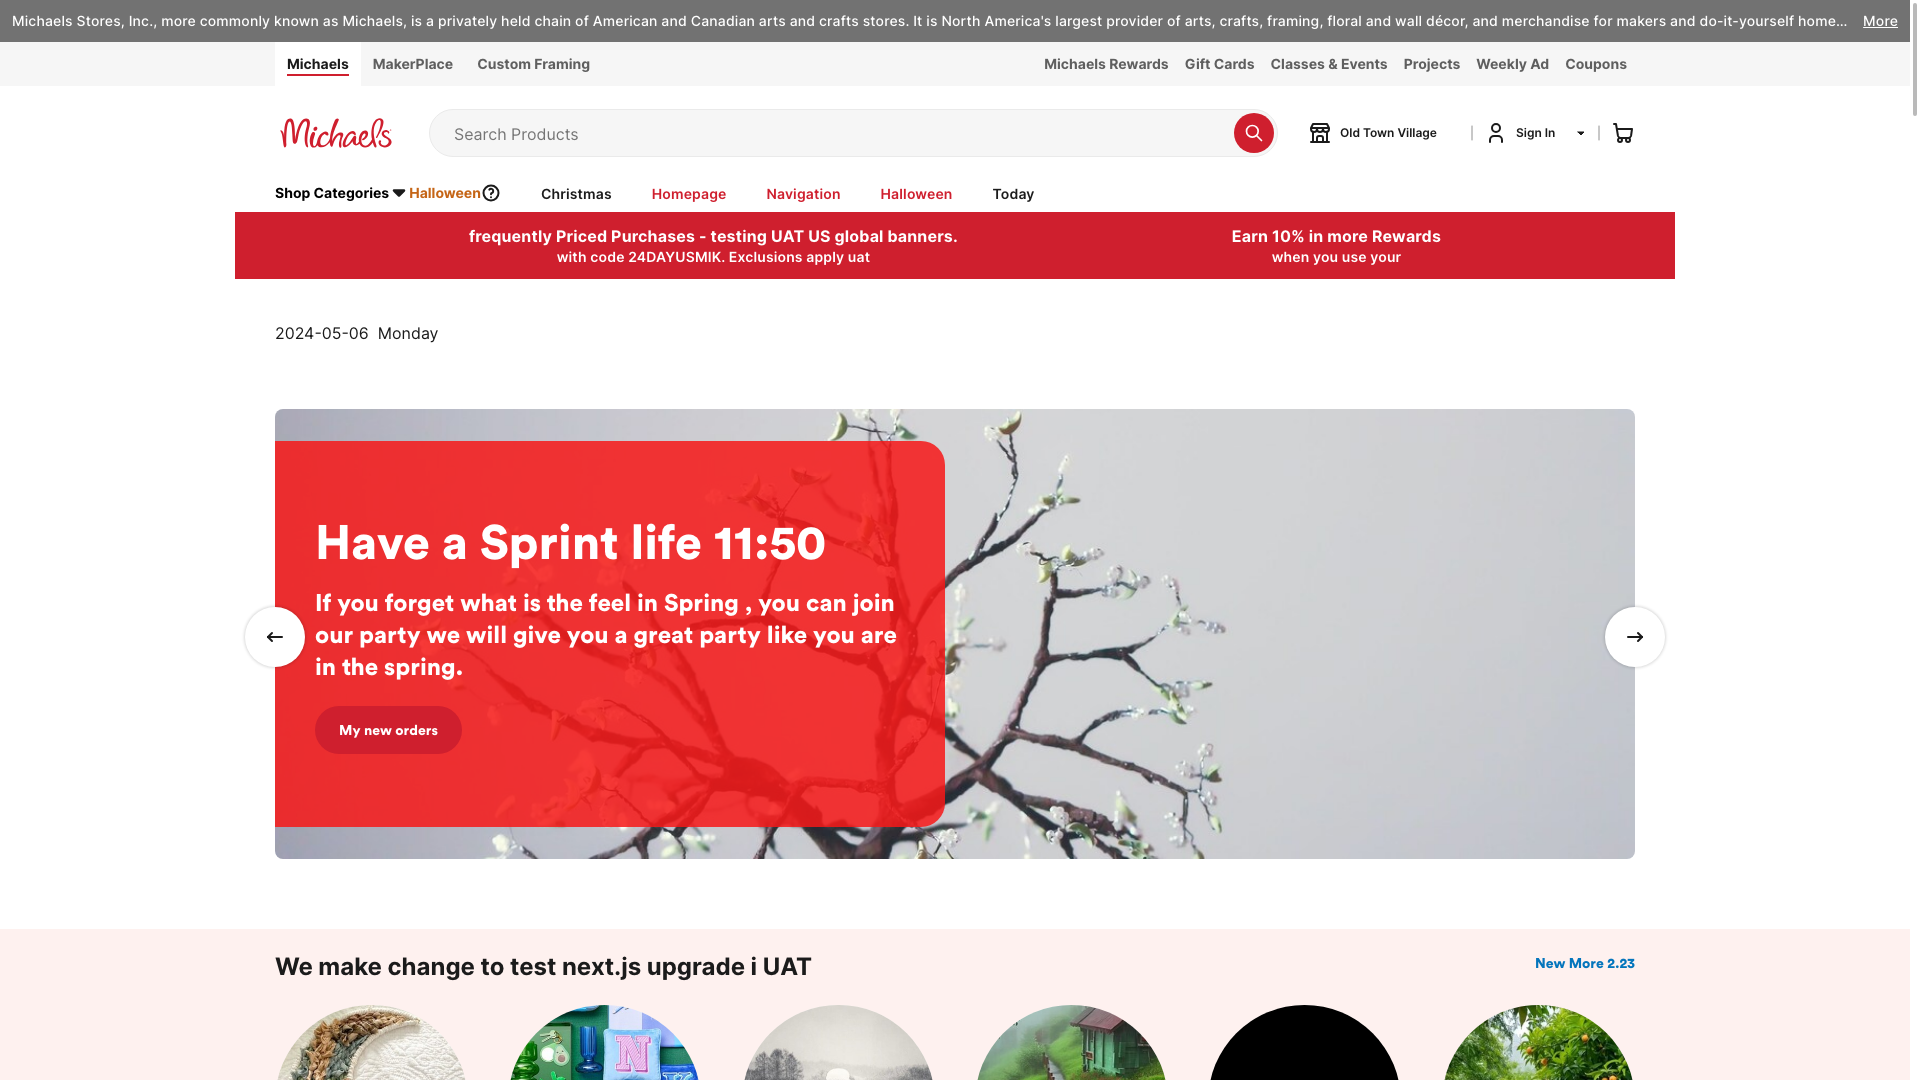 Michaels Stores, Inc., more commonly known as Michaels, is a privately held chain of American and Canadian arts and crafts stores. It is North America's largest provider of arts, crafts, framing, floral and wall décor, and merchandise for makers and do-it-yourself home... More
Michaels MakerPlace Custom Framing Michaels Rewards Gift Cards Classes & Events Projects Weekly Ad Coupons
Michaels Search Products Old Town Village Sign In
Shop Categories Halloween Christmas Homepage Navigation Halloween Today
frequently Priced Purchases - testing UAT US global banners.
with code 24DAYUSMIK. Exclusions apply uat
Earn 10% in more Rewards
when you use your
2024-05-06 Monday
Have a Sprint life 11:50
If you forget what is the feel in Spring , you can join
our party we will give you a great party like you are
in the spring.
My new orders
We make change to test next.js upgrade i UAT
New More 2.23
N